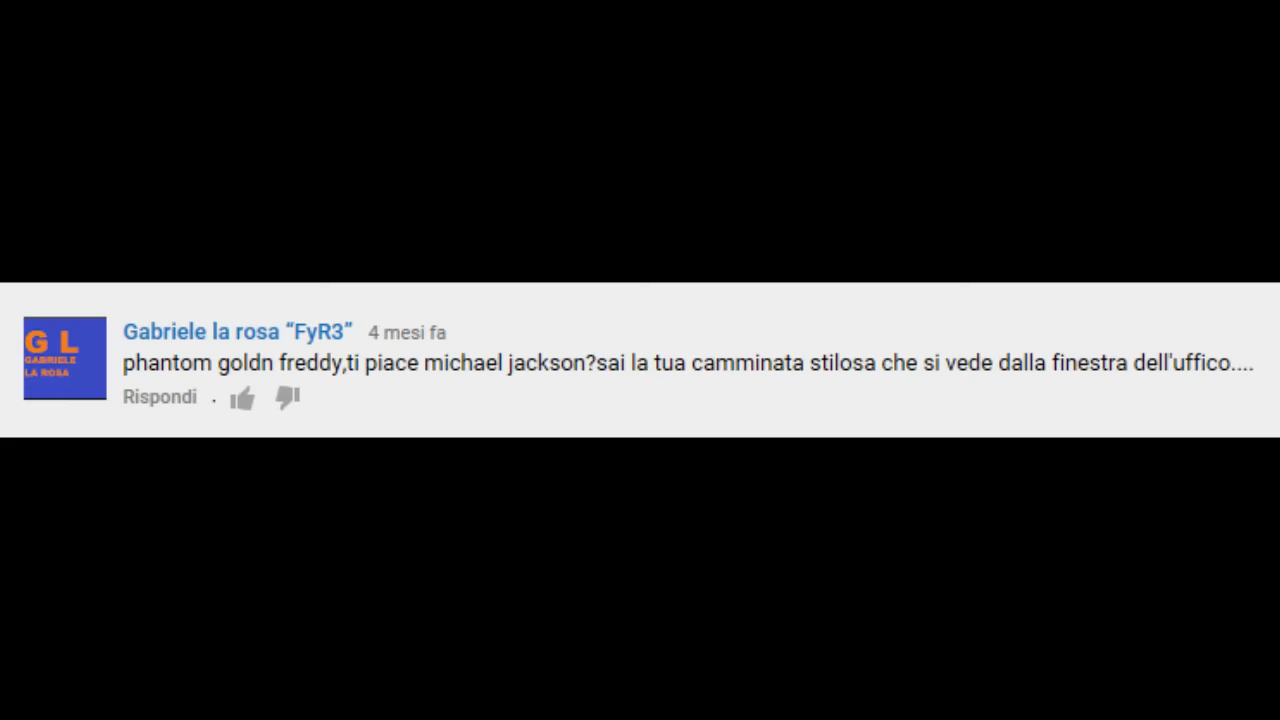 G L
GABRIELE
LA ROSA
Gabriele la rosa “FyR3” 4 mesi fa
phantom goldn freddy,ti piace michael jackson?sai la tua camminata stilosa che si vede dalla finestra dell'uffico....
Rispondi .